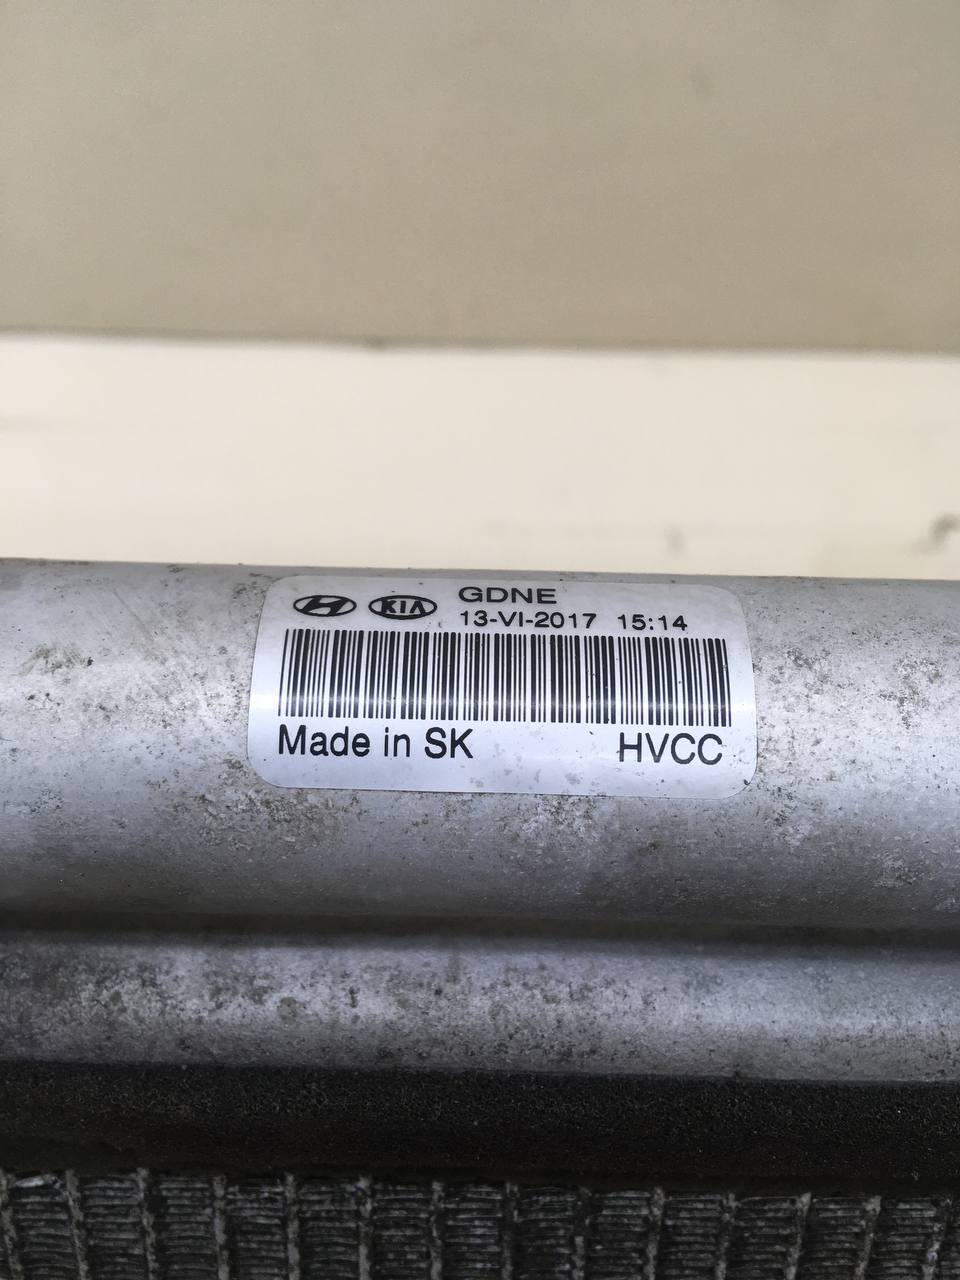 KIA GDNE
13-VI-2017 15:14
Made in SK HVCC